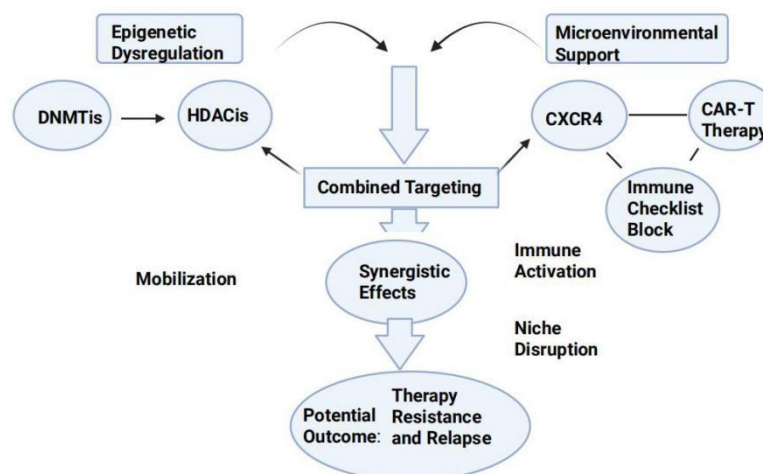 Epigenetic
Dysregulation
Microenvironmental
Support
DNMTis
HDACis
CXCR4
CAR-T
Therapy
Combined Targeting
Immune
Checklist
Block
Mobilization
Synergistic
Effects
Immune
Activation
Niche
Disruption
Potential
Outcome:
Therapy
Resistance
and Relapse